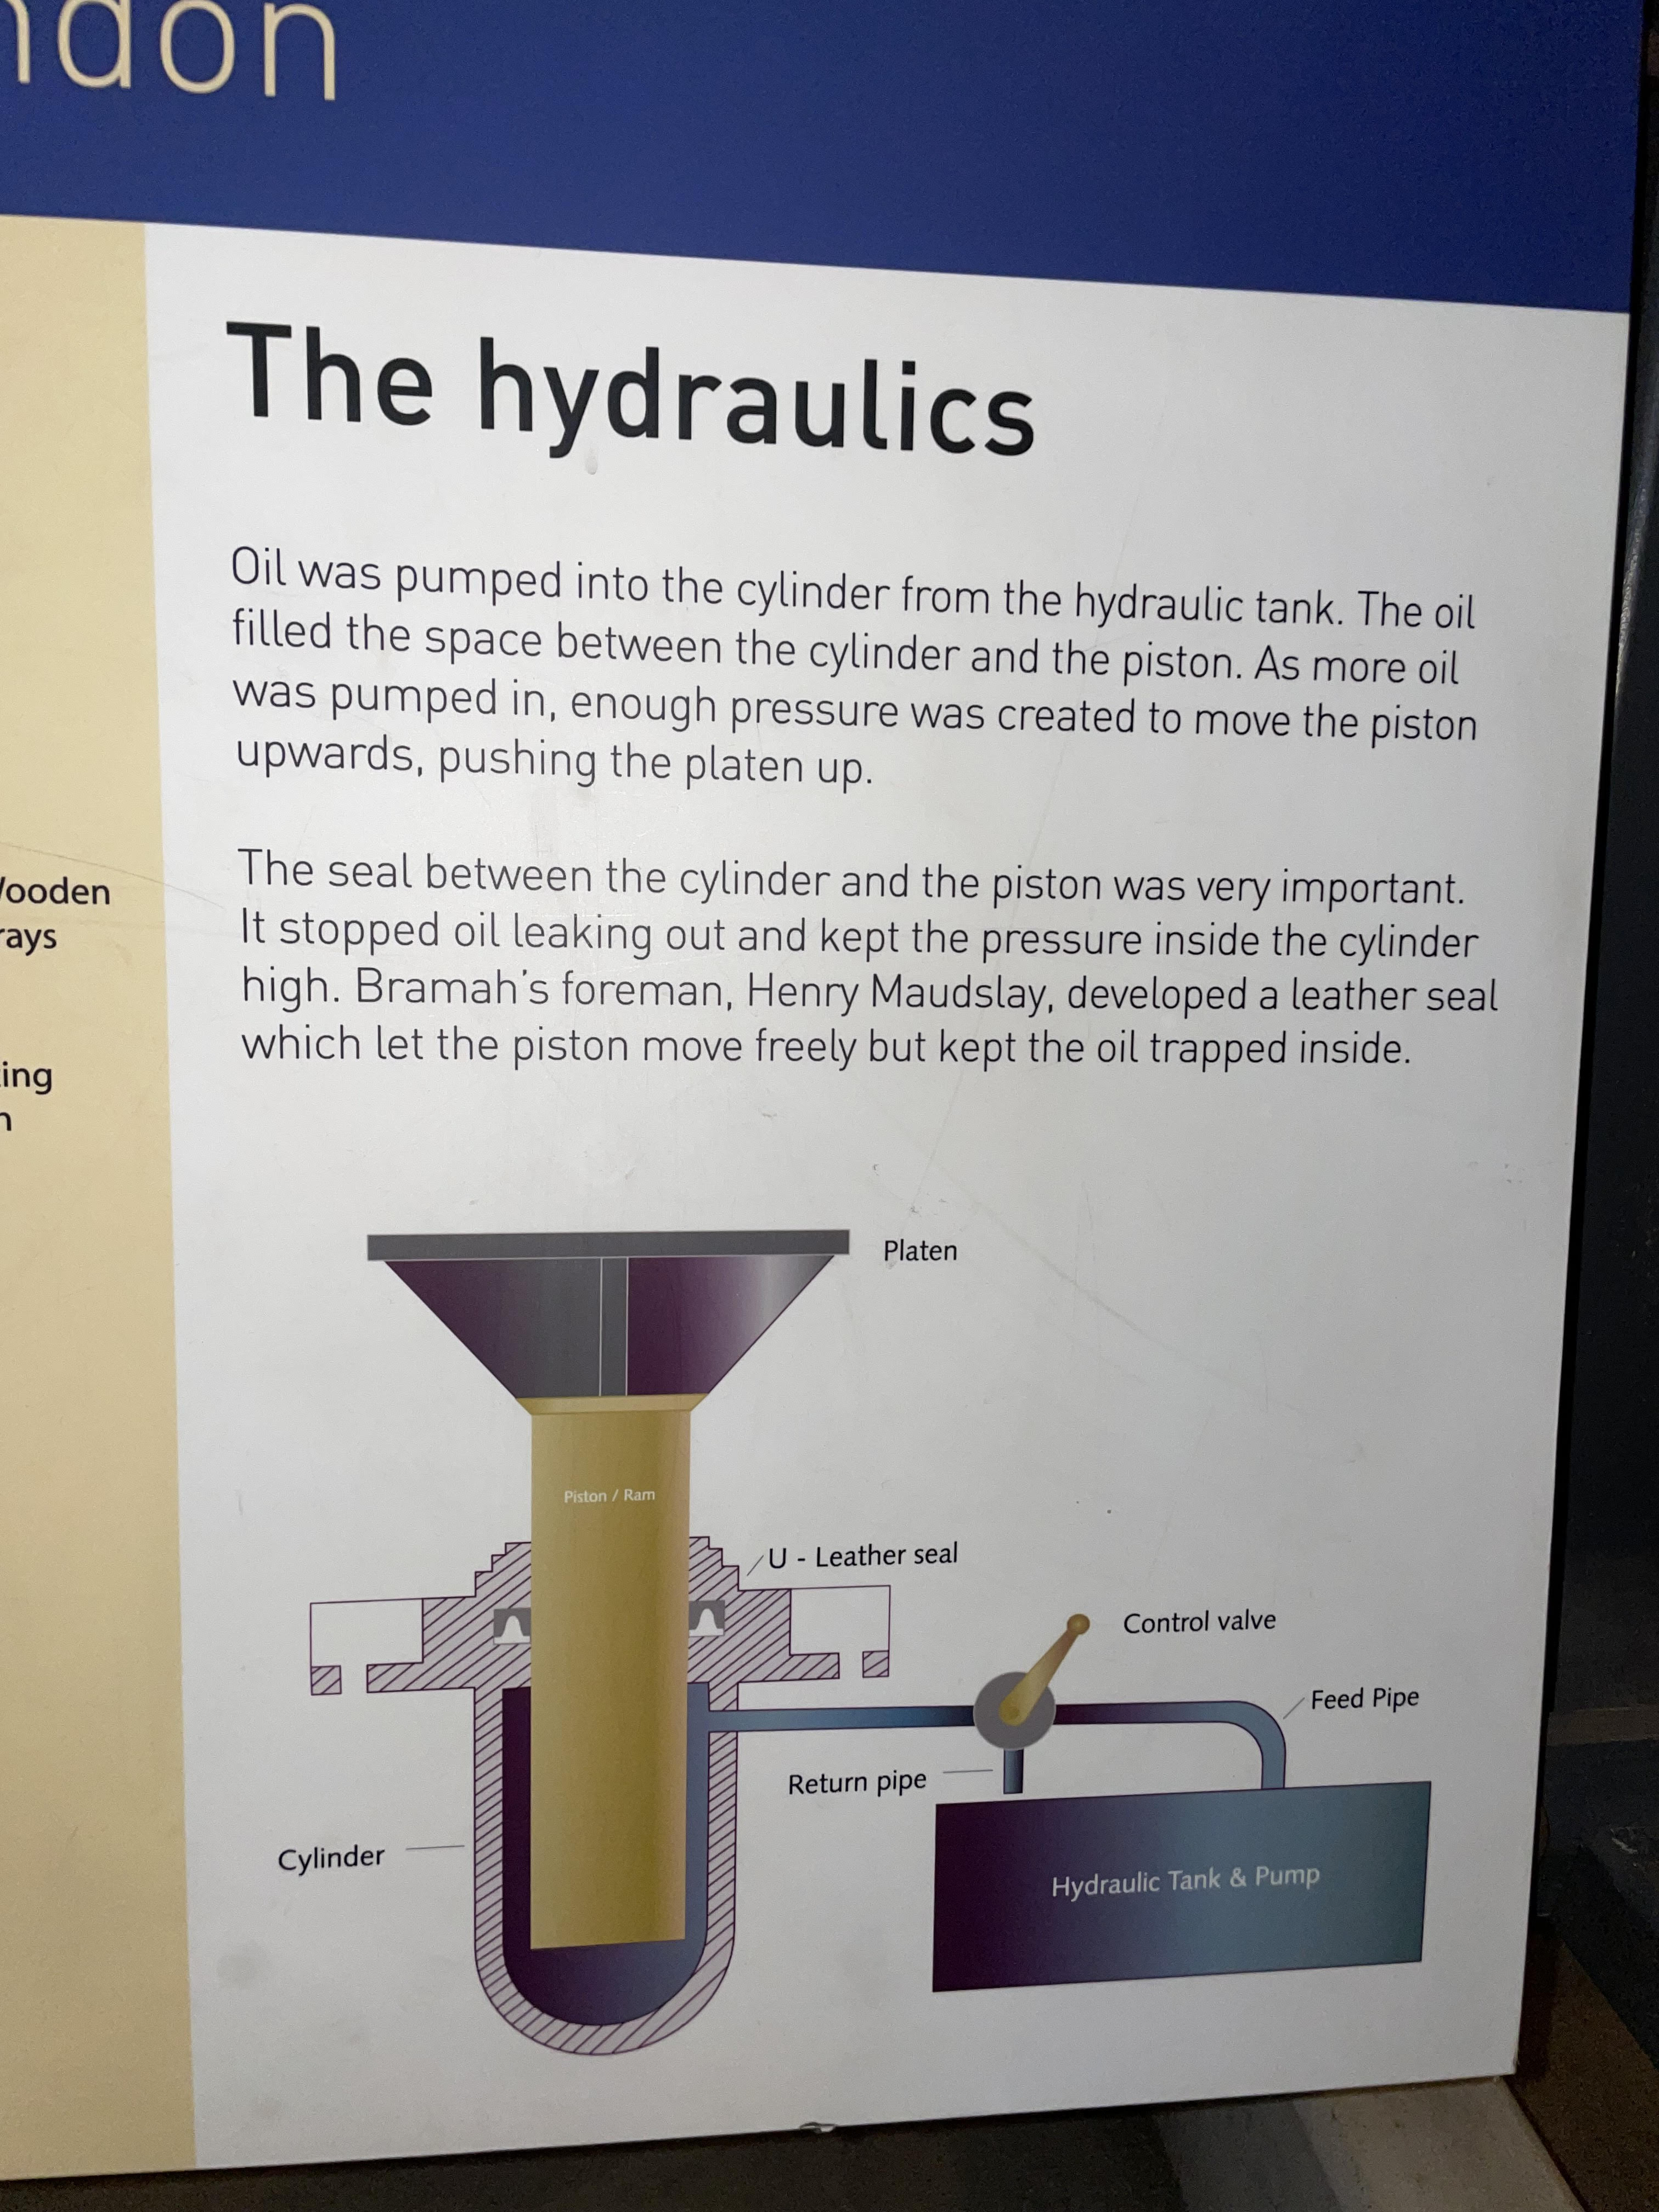 ndon
The hydraulics
Oil was pumped into the cylinder from the hydraulic tank. The oil
filled the space between the cylinder and the piston. As more oil
was pumped in, enough pressure was created to move the piston
upwards, pushing the platen up.
The seal between the cylinder and the piston was very important.
It stopped oil leaking out and kept the pressure inside the cylinder
high. Bramah's foreman, Henry Maudslay, developed a leather seal
which let the piston move freely but kept the oil trapped inside.
ooden
rays
ing
n
Platen
Piston / Ram
U - Leather seal
Control valve
Feed Pipe
Return pipe
Cylinder
Hydraulic Tank & Pump